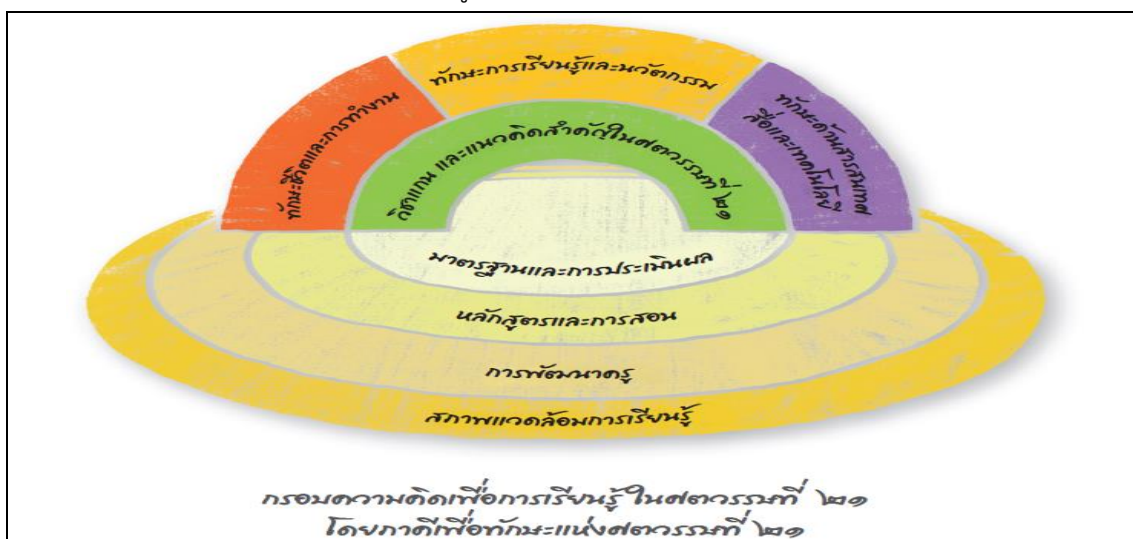 ทักษะการเรียนรู้และนวัตกรรม
ทักษะชีวิตและการทำงาน
ทักษะด้านสารสนเทศ
สื่อและเทคโนโลยี
วิชาแกน และแนวคิดสำคัญในศตวรรษที่ ๒๑
มาตรฐานและการประเมินผล
หลักสูตรและการสอน
การพัฒนาครู
สภาพแวดล้อมการเรียนรู้
กรอบความคิดเพื่อการเรียนรู้ ในศตวรรษที่ ๒๑
โดยภาคีเพื่อทักษะแห่งศตวรรษที่ ๒๑